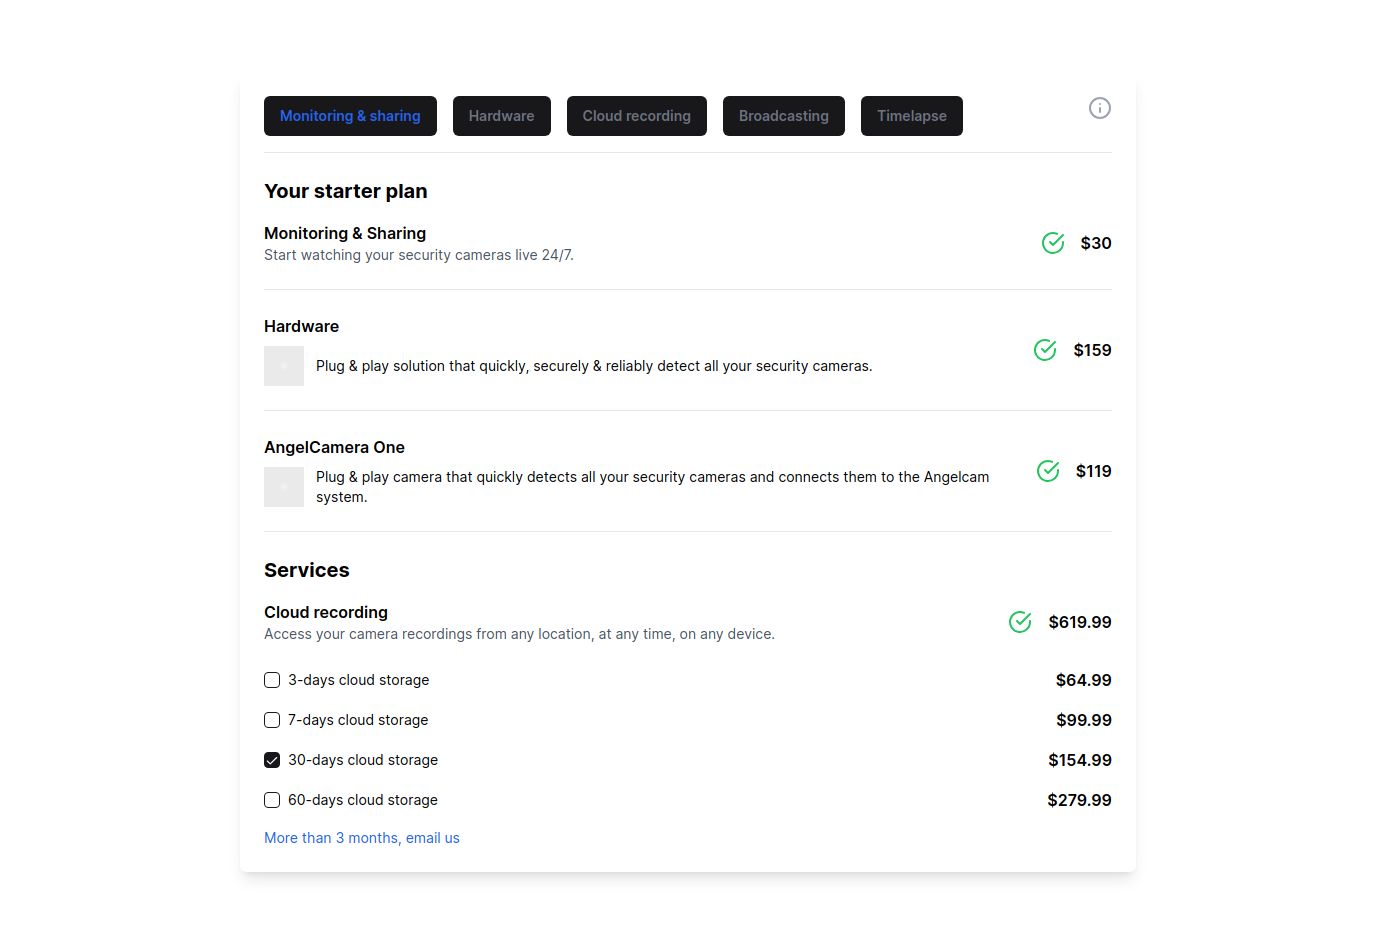 Monitoring & sharing
Hardware
Cloud recording
Broadcasting
Timelapse
Your starter plan
Monitoring & Sharing
Start watching your security cameras live 24/7.
$30
Hardware
Plug & play solution that quickly, securely & reliably detect all your security cameras.
$159
AngelCamera One
Plug & play camera that quickly detects all your security cameras and connects them to the Angelcam
system.
$119
Services
Cloud recording
Access your camera recordings from any location, at any time, on any device.
$619.99
3-days cloud storage
$64.99
7-days cloud storage
$99.99
30-days cloud storage
$154.99
60-days cloud storage
$279.99
More than 3 months, email us